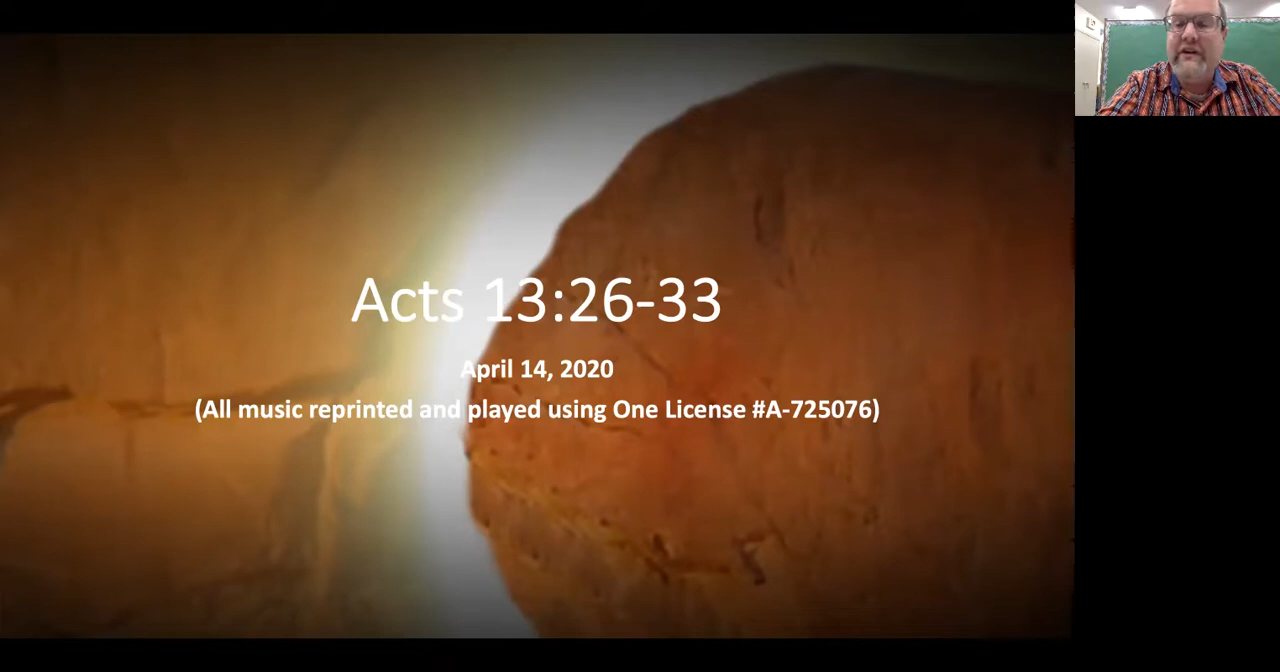 Acts 13:26-33
April 14, 2020
(All music reprinted and played using One License #A-725076)